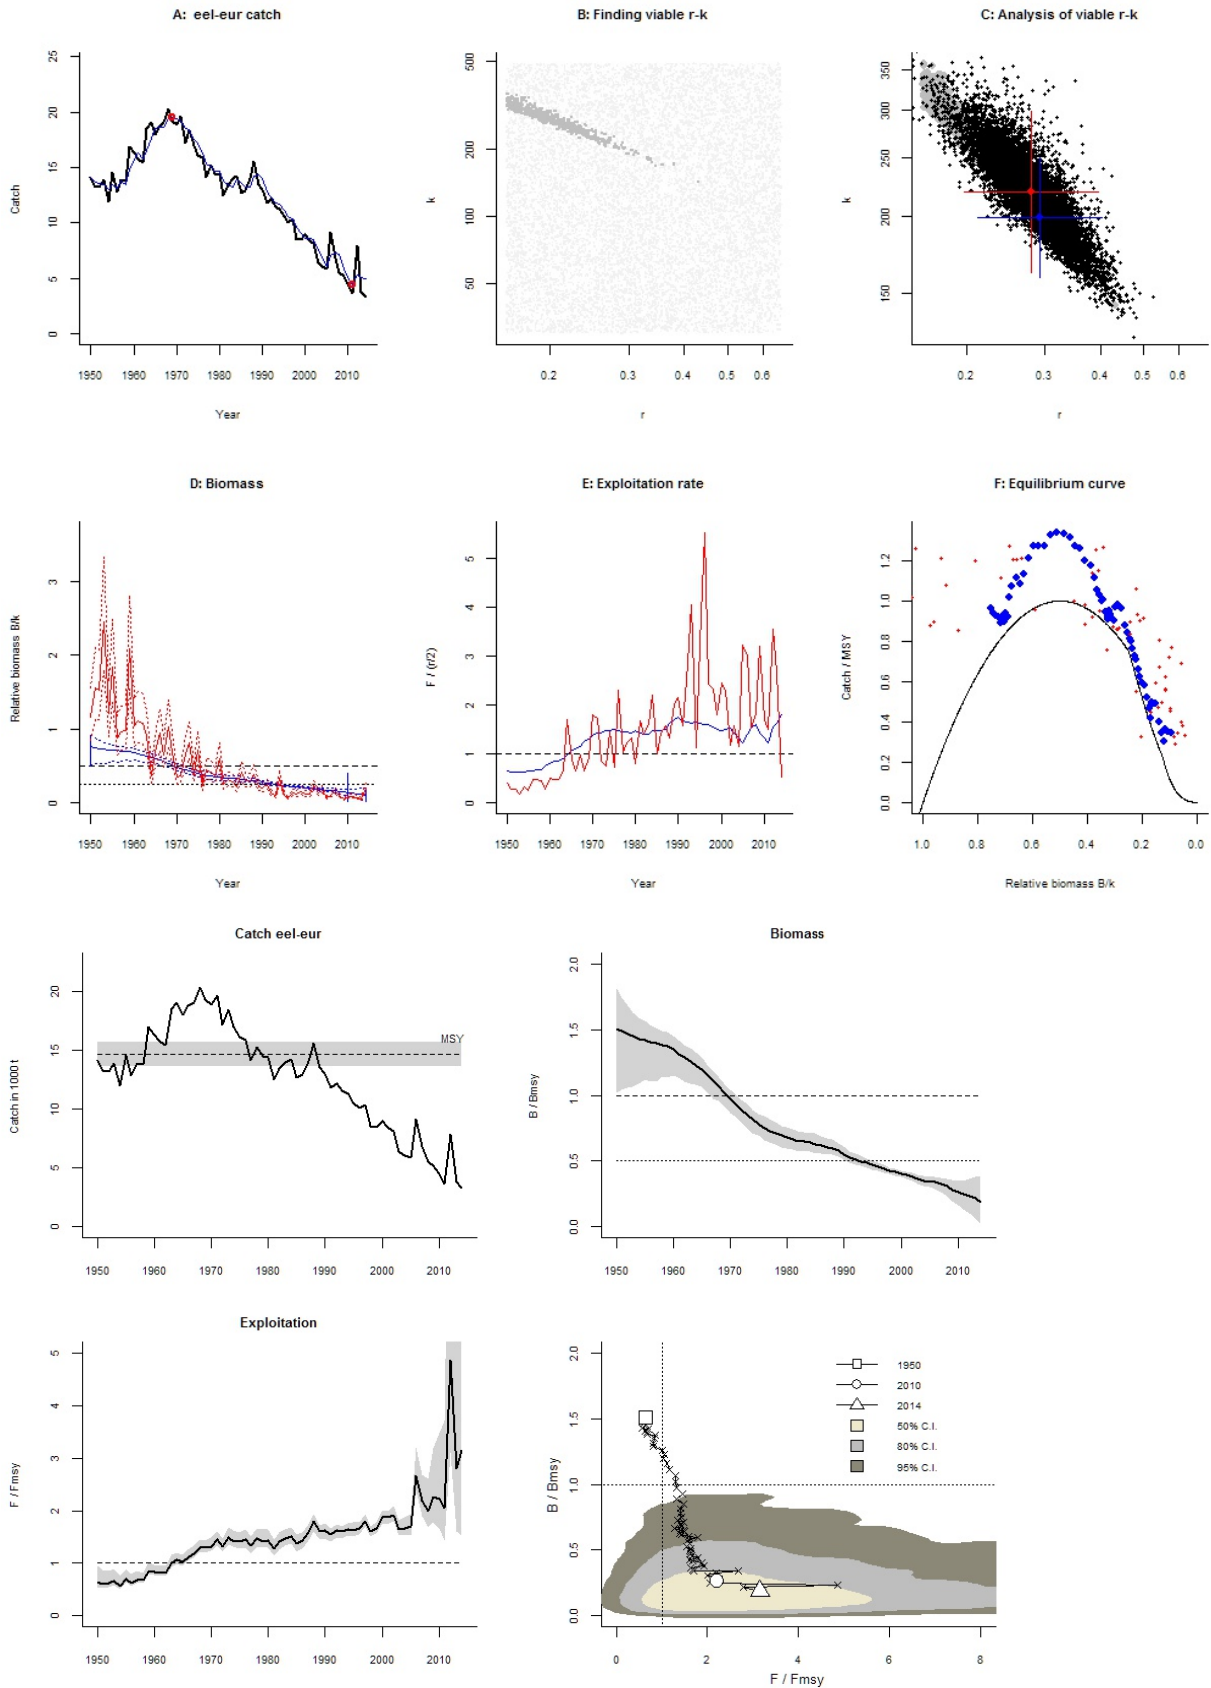 A: eel-eur catch
B: Finding viable r-k
C: Analysis of viable r-k
Catch
0 5 10 15 20 25
1950 1960 1970 1980 1990 2000 2010
Year
k
50 100 200 500
0.2 0.3 0.4 0.5 0.6
r
k
150 200 250 300 350
0.2 0.3 0.4 0.5 0.6
r
D: Biomass
E: Exploitation rate
F: Equilibrium curve
Relative biomass B/k
0 1 2 3
1950 1960 1970 1980 1990 2000 2010
Year
F / (r/2)
0 1 2 3 4 5
1950 1960 1970 1980 1990 2000 2010
Year
Catch / MSY
0.0 0.2 0.4 0.6 0.8 1.0 1.2
1.0 0.8 0.6 0.4 0.2 0.0
Relative biomass B/k
Catch eel-eur
Biomass
Catch in 1000 t
0 5 10 15 20
MSY
1950 1960 1970 1980 1990 2000 2010
B / Bmsy
0.0 0.5 1.0 1.5 2.0
1950 1960 1970 1980 1990 2000 2010
Exploitation
F / Fmsy
0 1 2 3 4 5
1950 1960 1970 1980 1990 2000 2010
B / Bmsy
0.0 0.5 1.0 1.5 2.0
1950
2010
2014
50% C.I.
80% C.I.
95% C.I.
0 2 4 6 8
F / Fmsy